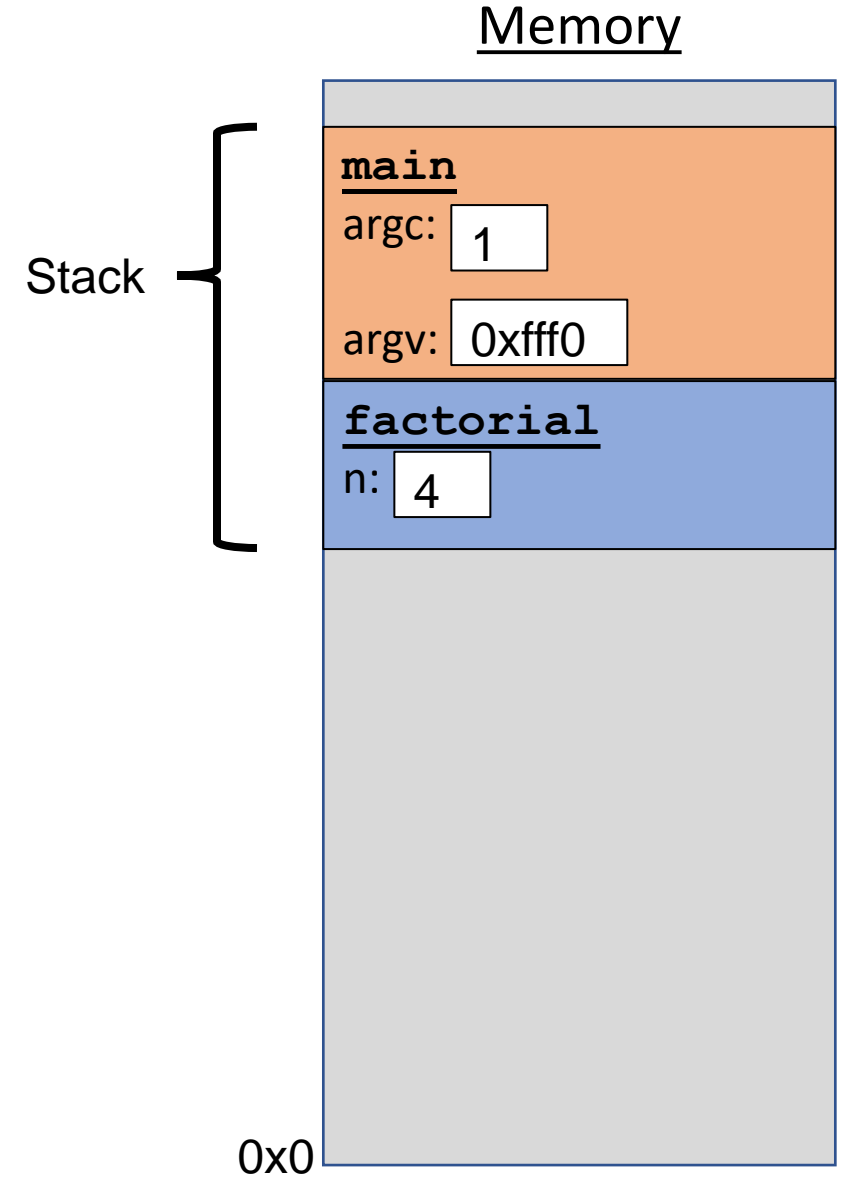 Memory
main
argc: 1
Stack
argv: 0xfff0
factorial
n: 4
0x0